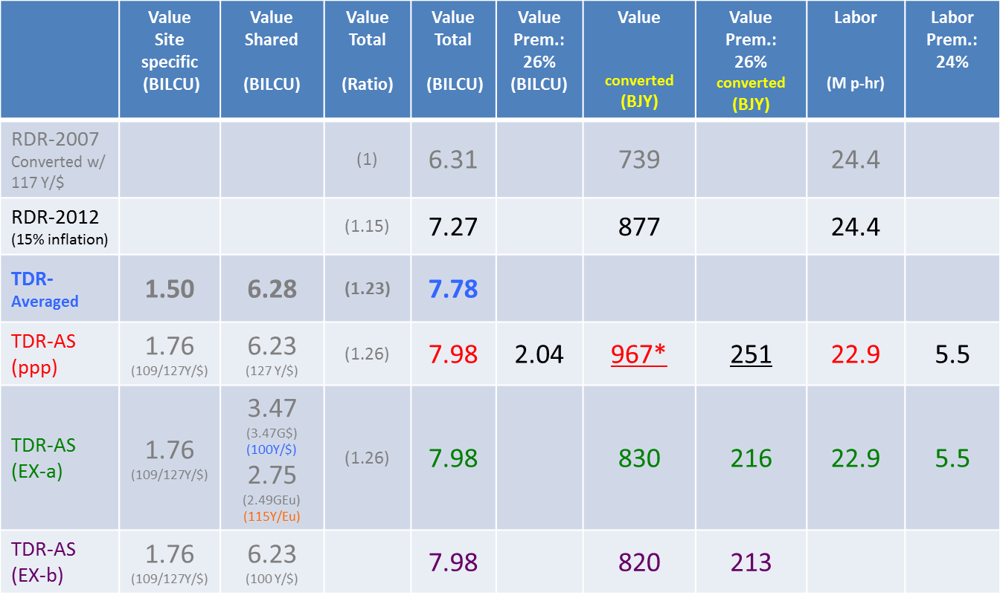 Value Site specific (BILCU)
Value Shared (BILCU)
Value Total (Ratio)
Value Total (BILCU)
Value Prem.: 26% (BILCU)
Value converted (BJY)
Value Prem.: 26% converted (BJY)
Labor (M p-hr)
Labor Prem.: 24%
RDR-2007
Converted w/
117 Y/$
(1)
6.31
739
24.4
RDR-2012
(15% inflation)
(1.15)
7.27
877
24.4
TDR-
Averaged
1.50
6.28
(1.23)
7.78
TDR-AS
(ppp)
1.76
(109/127Y/$)
6.23
(127 Y/$)
(1.26)
7.98
2.04
967*
251
22.9
5.5
TDR-AS
(EX-a)
1.76
(109/127Y/$)
3.47
(3.47G$)
(100Y/$)
2.75
(2.49GEu)
(115Y/Eu)
(1.26)
7.98
830
216
22.9
5.5
TDR-AS
(EX-b)
1.76
(109/127Y/$)
6.23
(100 Y/$)
7.98
820
213